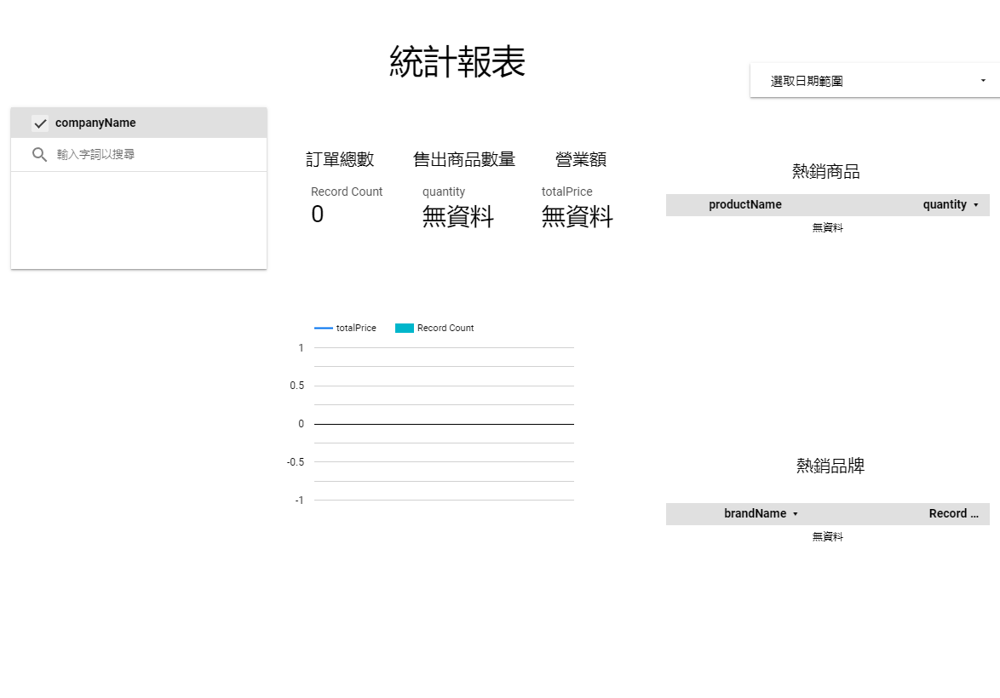 統計報表
選取日期範圍
companyName
輸入字詞以搜尋
訂單總數
售出商品數量
營業額
Record Count
quantity
totalPrice
0
無資料
無資料
熱銷商品
productName
quantity
無資料
totalPrice
Record Count
1
0.5
0
-0.5
-1
熱銷品牌
brandName
Record ...
無資料